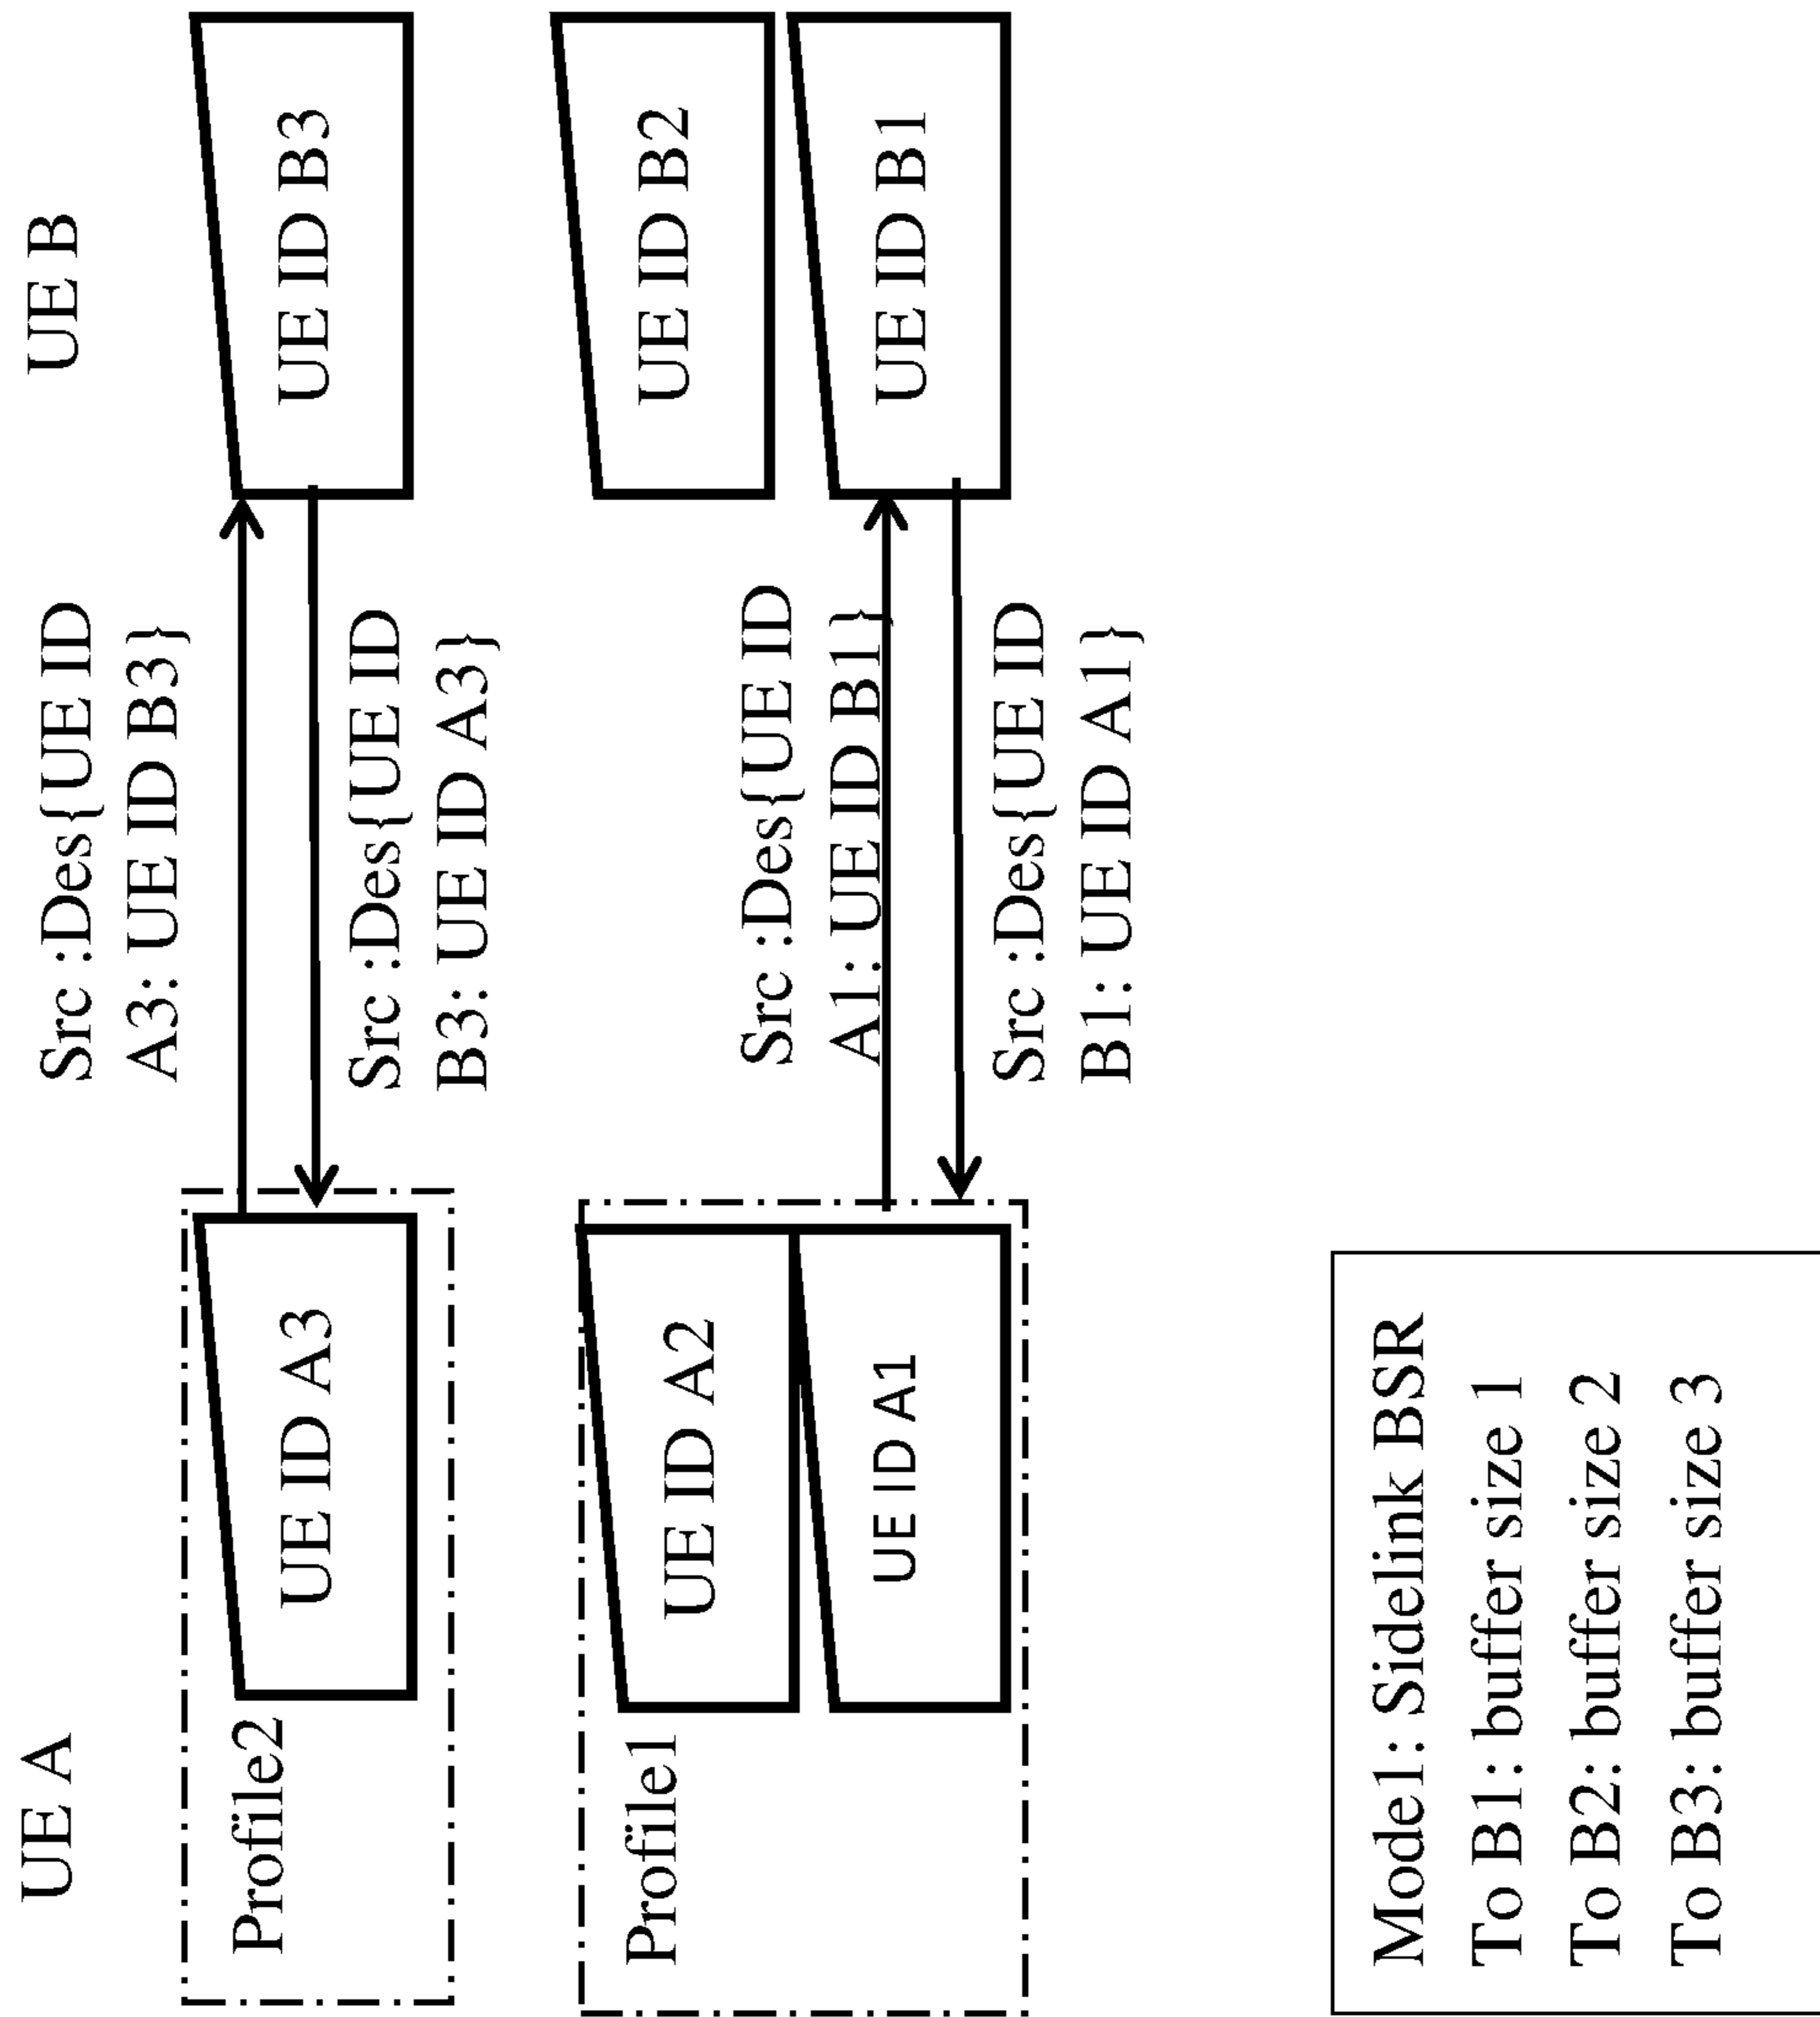 UE A
UE B
Profile2
UE ID A3
Src :Des{UE ID
A3: UE ID B3}
Src :Des{UE ID
B3: UE ID A3}
UE ID B3
Profile1
UE ID A2
UE ID A1
Src :Des{UE ID
A1: UE ID B1}
Src :Des{UE ID
B1: UE ID A1}
UE ID B2
UE ID B1
Mode1: Sidelink BSR
To B1: buffer size 1
To B2: buffer size 2
To B3: buffer size 3